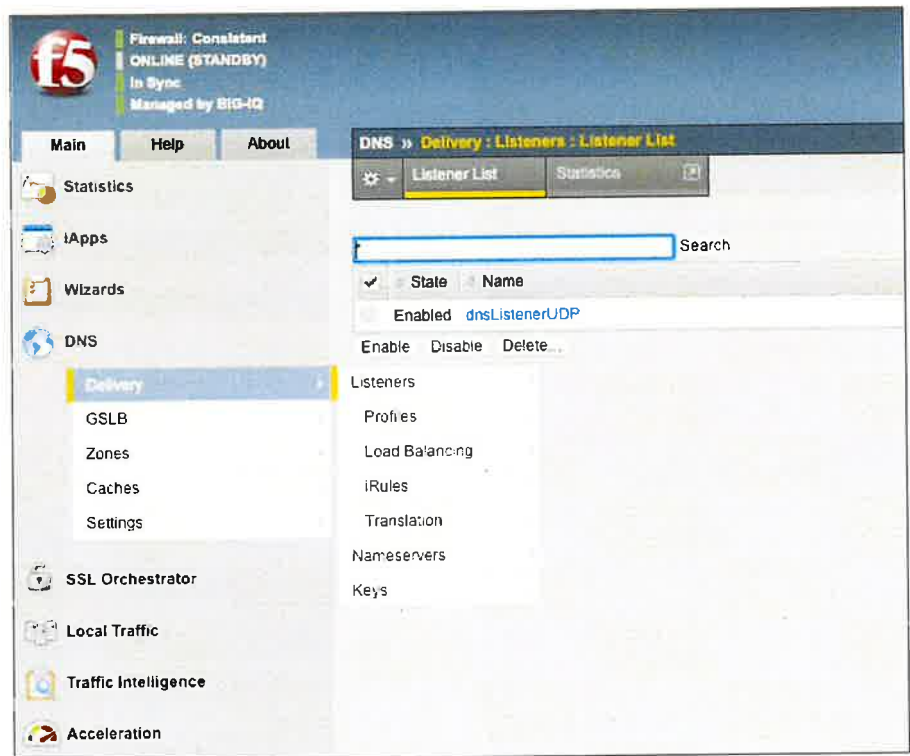 f5
Firewall: Consistent
ONLINE (STANDBY)
In Sync
Managed by BIG-IQ
Main Help About
DNS » Delivery : Listeners : Listener List
Listener List Statistics
Statistics
iApps
Wizards
DNS
Delivery
GSLB
Zones
Caches
Settings
SSL Orchestrator
Local Traffic
Traffic Intelligence
Acceleration
* Search
State Name
Enabled dnsListenerUDP
Enable Disable Delete...
Listeners
Profiles
Load Balancing
iRules
Translation
Nameservers
Keys